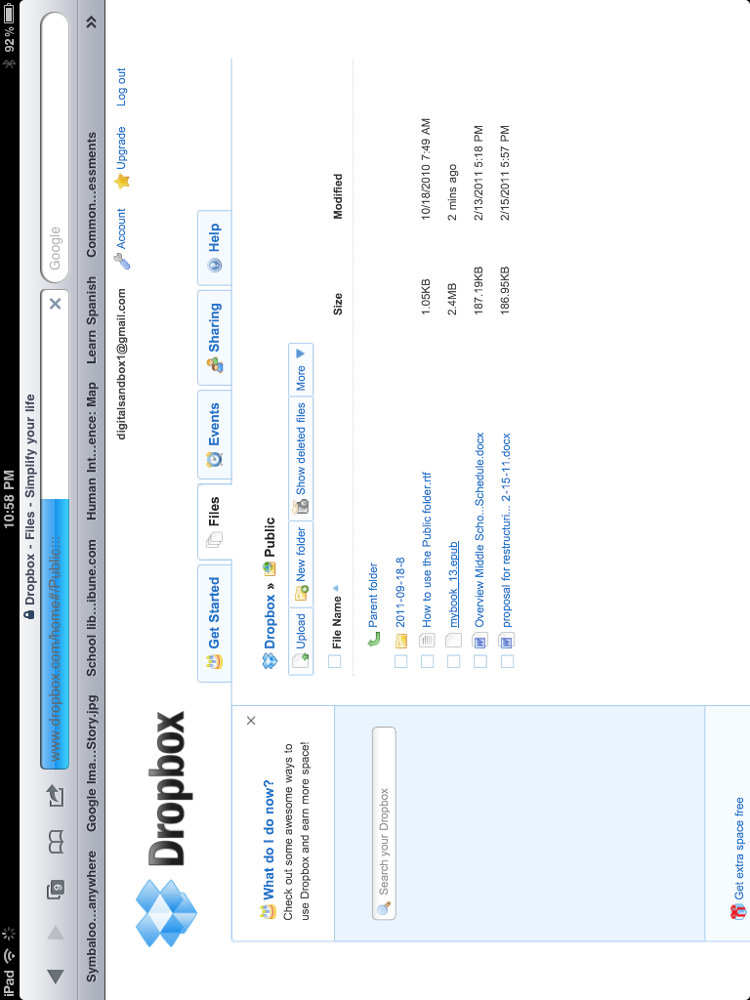 iPad 10:58 PM 92%
Dropbox - Files - Simplify your life
9 www.dropbox.com/home#/Public::: Google
Symbaloo...anywhere Google Ima...Story.jpg School lib...ibune.com Human Int...ence: Map Learn Spanish Common...essments »
digitalsandbox1@gmail.com Account Upgrade Log out
Dropbox
Get Started Files Events Sharing Help
What do I do now?
Check out some awesome ways to
use Dropbox and earn more space!
Search your Dropbox
Get extra space free
Dropbox » Public
Upload New folder Show deleted files More
File Name Size Modified
Parent folder
2011-09-18-8
How to use the Public folder.rtf 1.05KB 10/18/2010 7:49 AM
mybook_13.epub 2.4MB 2 mins ago
Overview Middle Scho...Schedule.docx 187.19KB 2/13/2011 5:18 PM
proposal for restructuri... 2-15-11.docx 186.95KB 2/15/2011 5:57 PM